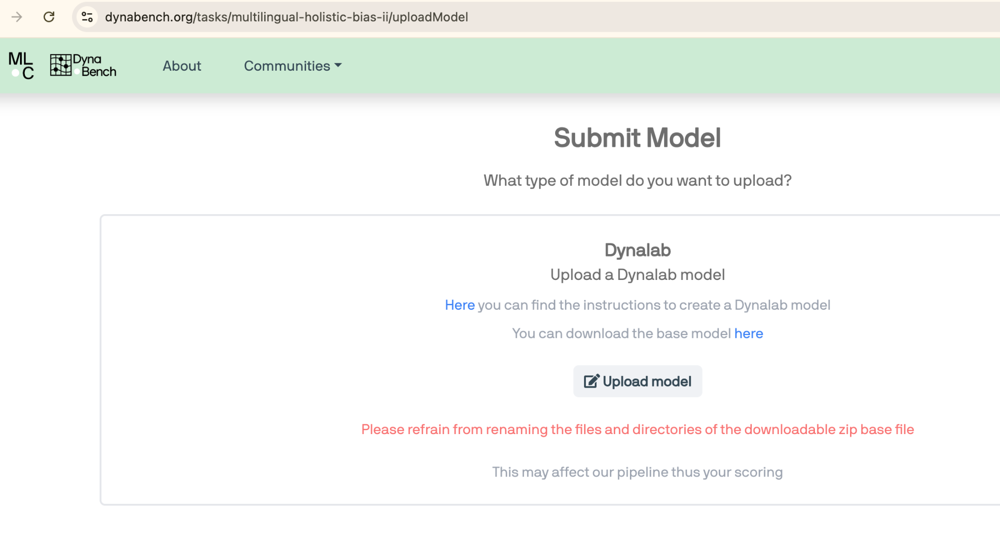 dynabench.org/tasks/multilingual-holistic-bias-ii/uploadModel
ML
C
Dyna
Bench
About
Communities
Submit Model
What type of model do you want to upload?
Dynalab
Upload a Dynalab model
Here you can find the instructions to create a Dynalab model
You can download the base model here
Upload model
Please refrain from renaming the files and directories of the downloadable zip base file
This may affect our pipeline thus your scoring